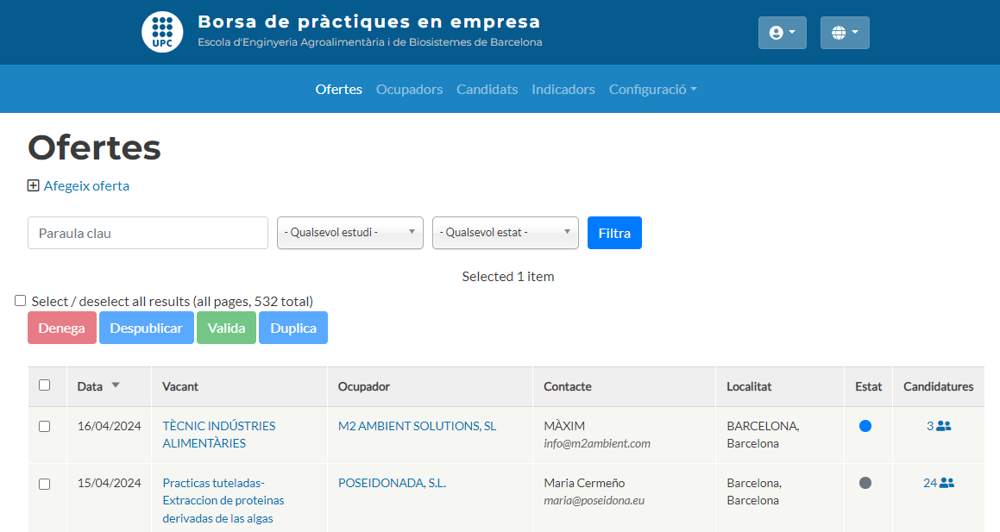 UPC
Borsa de pràctiques en empresa
Escola d'Enginyeria Agroalimentària i de Biosistemes de Barcelona
Ofertes Ocupadors Candidats Indicadors Configuració
Ofertes
Afegeix oferta
Paraula clau
- Qualsevol estudi -
- Qualsevol estat -
Filtra
Selected 1 item
Select / deselect all results (all pages, 532 total)
Denega Despublicar Valida Duplica
Data Vacant Ocupador Contacte Localitat Estat Candidatures
16/04/2024 TÈCNIC INDÚSTRIES M2 AMBIENT SOLUTIONS, SL MÀXIM BARCELONA, 3
ALIMENTÀRIES info@m2ambient.com Barcelona
15/04/2024 Practicas tuteladas- POSEIDONADA, S.L. Maria Cermeño Barcelona, 24
Extraccion de proteinas maria@poseidona.eu Barcelona
derivadas de las algas